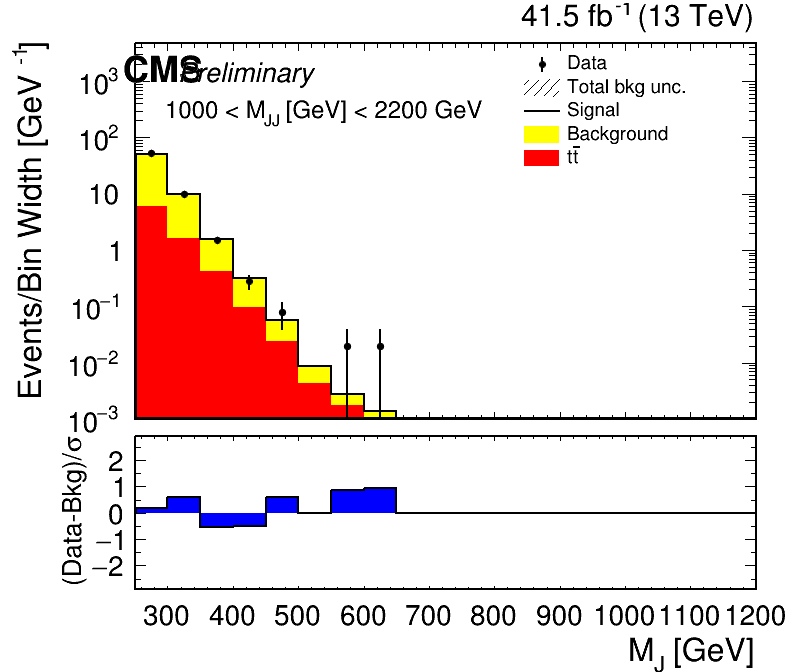 41.5 fb⁻¹ (13 TeV)
CMS Preliminary
1000 < M_JJ [GeV] < 2200 GeV
Data
Total bkg unc.
Signal
Background
tt̄
Events/Bin Width [GeV⁻¹]
10³
10²
10
1
10⁻¹
10⁻²
10⁻³
(Data-Bkg)/σ
2
1
0
−1
−2
300 400 500 600 700 800 900 1000 1100 1200
M_J [GeV]